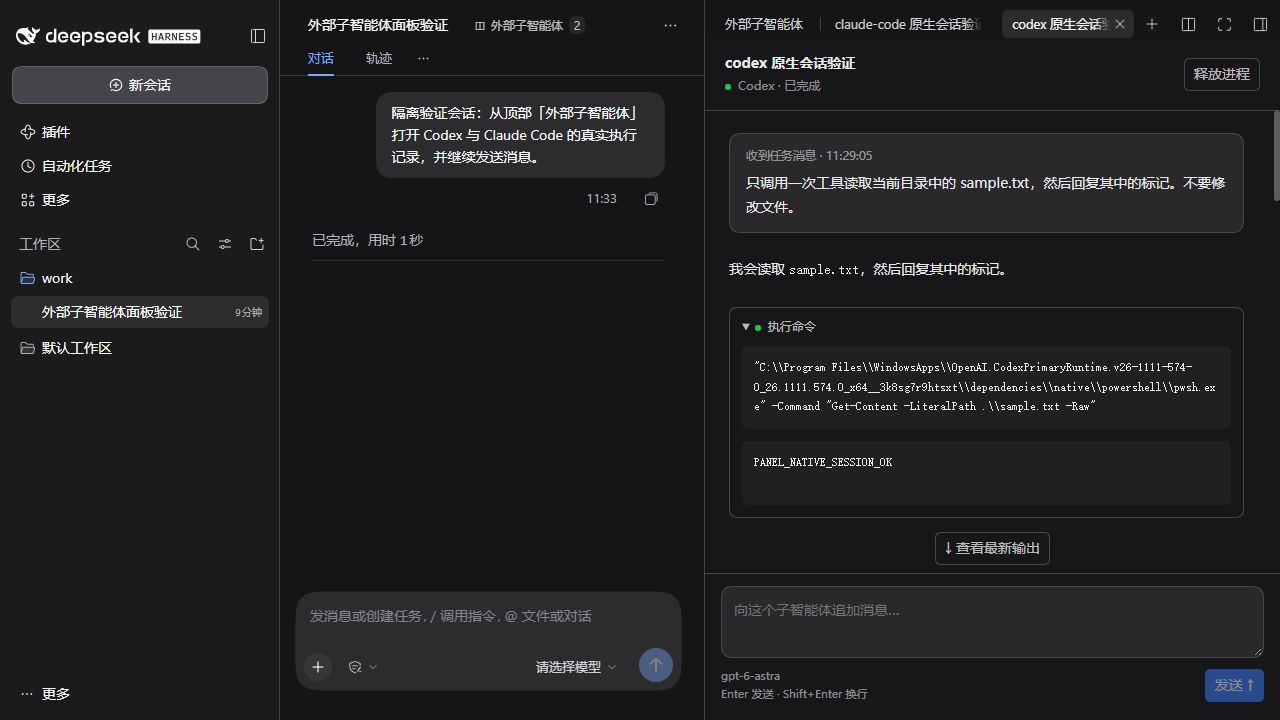 deepseek HARNESS
新会话
插件
自动化任务
更多
工作区
work
外部子智能体面板验证 9分钟
默认工作区
更多
外部子智能体面板验证 外部子智能体 2
对话 轨迹
隔离验证会话：从顶部「外部子智能体」
打开 Codex 与 Claude Code 的真实执行
记录，并继续发送消息。
11:33
已完成，用时 1秒
发消息或创建任务, / 调用指令, @ 文件或对话
请选择模型
外部子智能体 claude-code 原生会话验证 codex 原生会话验
codex 原生会话验证
释放进程
Codex · 已完成
收到任务消息 · 11:29:05
只调用一次工具读取当前目录中的 sample.txt，然后回复其中的标记。不要修
改文件。
我会读取 sample.txt，然后回复其中的标记。
执行命令
"C:\\Program Files\\WindowsApps\\OpenAI.CodexPrimaryRuntime.v26-1111-574-
0_26.1111.574.0_x64__3k8sg7r9htsxt\\dependencies\\native\\powershell\\pwsh.ex
e" -Command "Get-Content -LiteralPath .\\sample.txt -Raw"
PANEL_NATIVE_SESSION_OK
↓查看最新输出
向这个子智能体追加消息...
gpt-6-astra
Enter 发送 · Shift+Enter 换行
发送↑